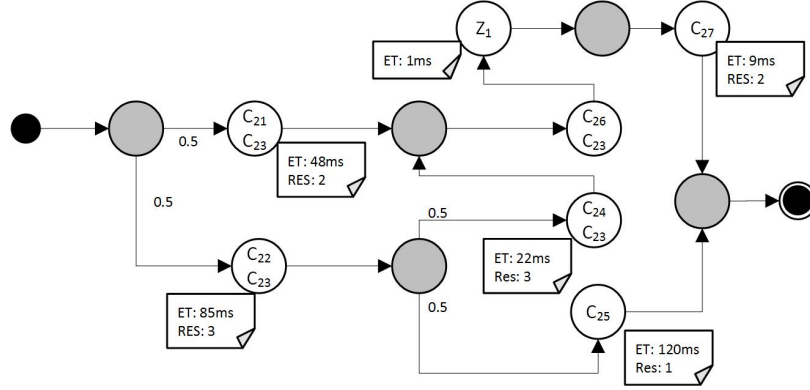 Z1
C27
ET: 1ms
ET: 9ms
RES: 2
C21
C23
0.5
ET: 48ms
RES: 2
C26
C23
0.5
C22
C23
ET: 85ms
RES: 3
0.5
C24
C23
ET: 22ms
Res: 3
0.5
C25
ET: 120ms
Res: 1